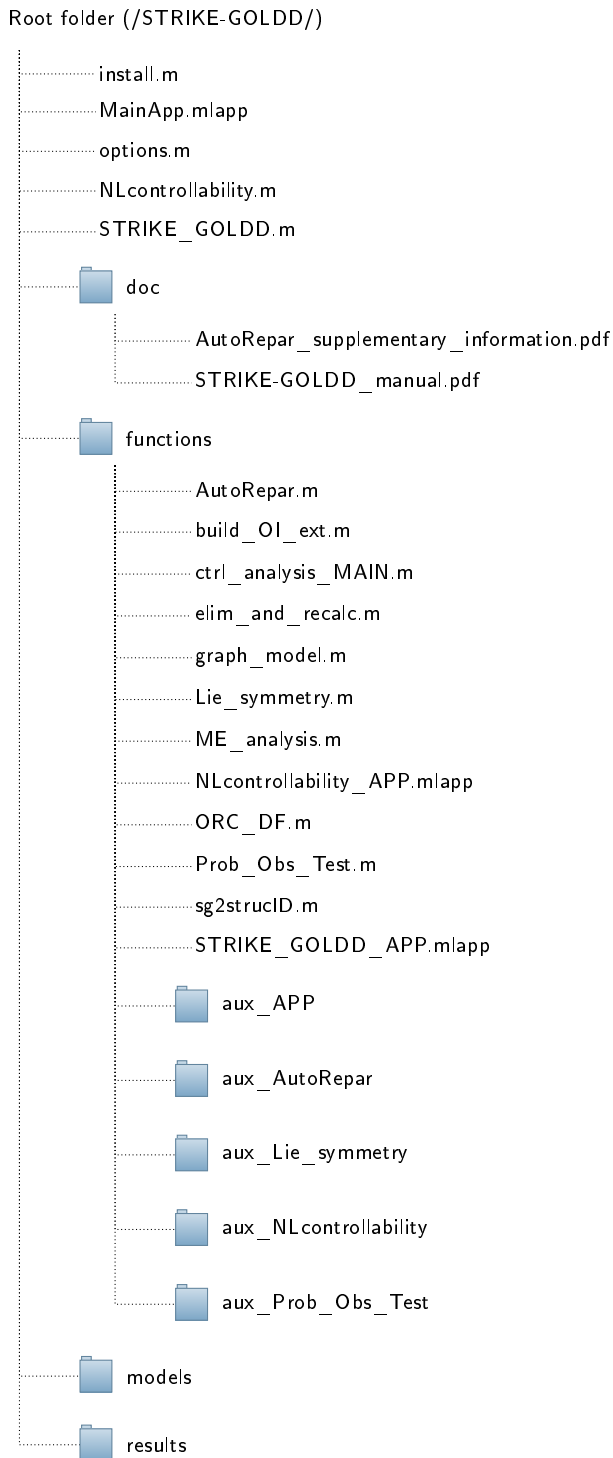 Root folder (/STRIKE-GOLDD/)
install.m
MainApp.mlapp
options.m
NLcontrollability.m
STRIKE_GOLDD.m
doc
AutoRepar_supplementary_information.pdf
STRIKE-GOLDD_manual.pdf
functions
AutoRepar.m
build_OI_ext.m
ctrl_analysis_MAIN.m
elim_and_recalc.m
graph_model.m
Lie_symmetry.m
ME_analysis.m
NLcontrollability_APP.mlapp
ORC_DF.m
Prob_Obs_Test.m
sg2strucID.m
STRIKE_GOLDD_APP.mlapp
aux_APP
aux_AutoRepar
aux_Lie_symmetry
aux_NLcontrollability
aux_Prob_Obs_Test
models
results